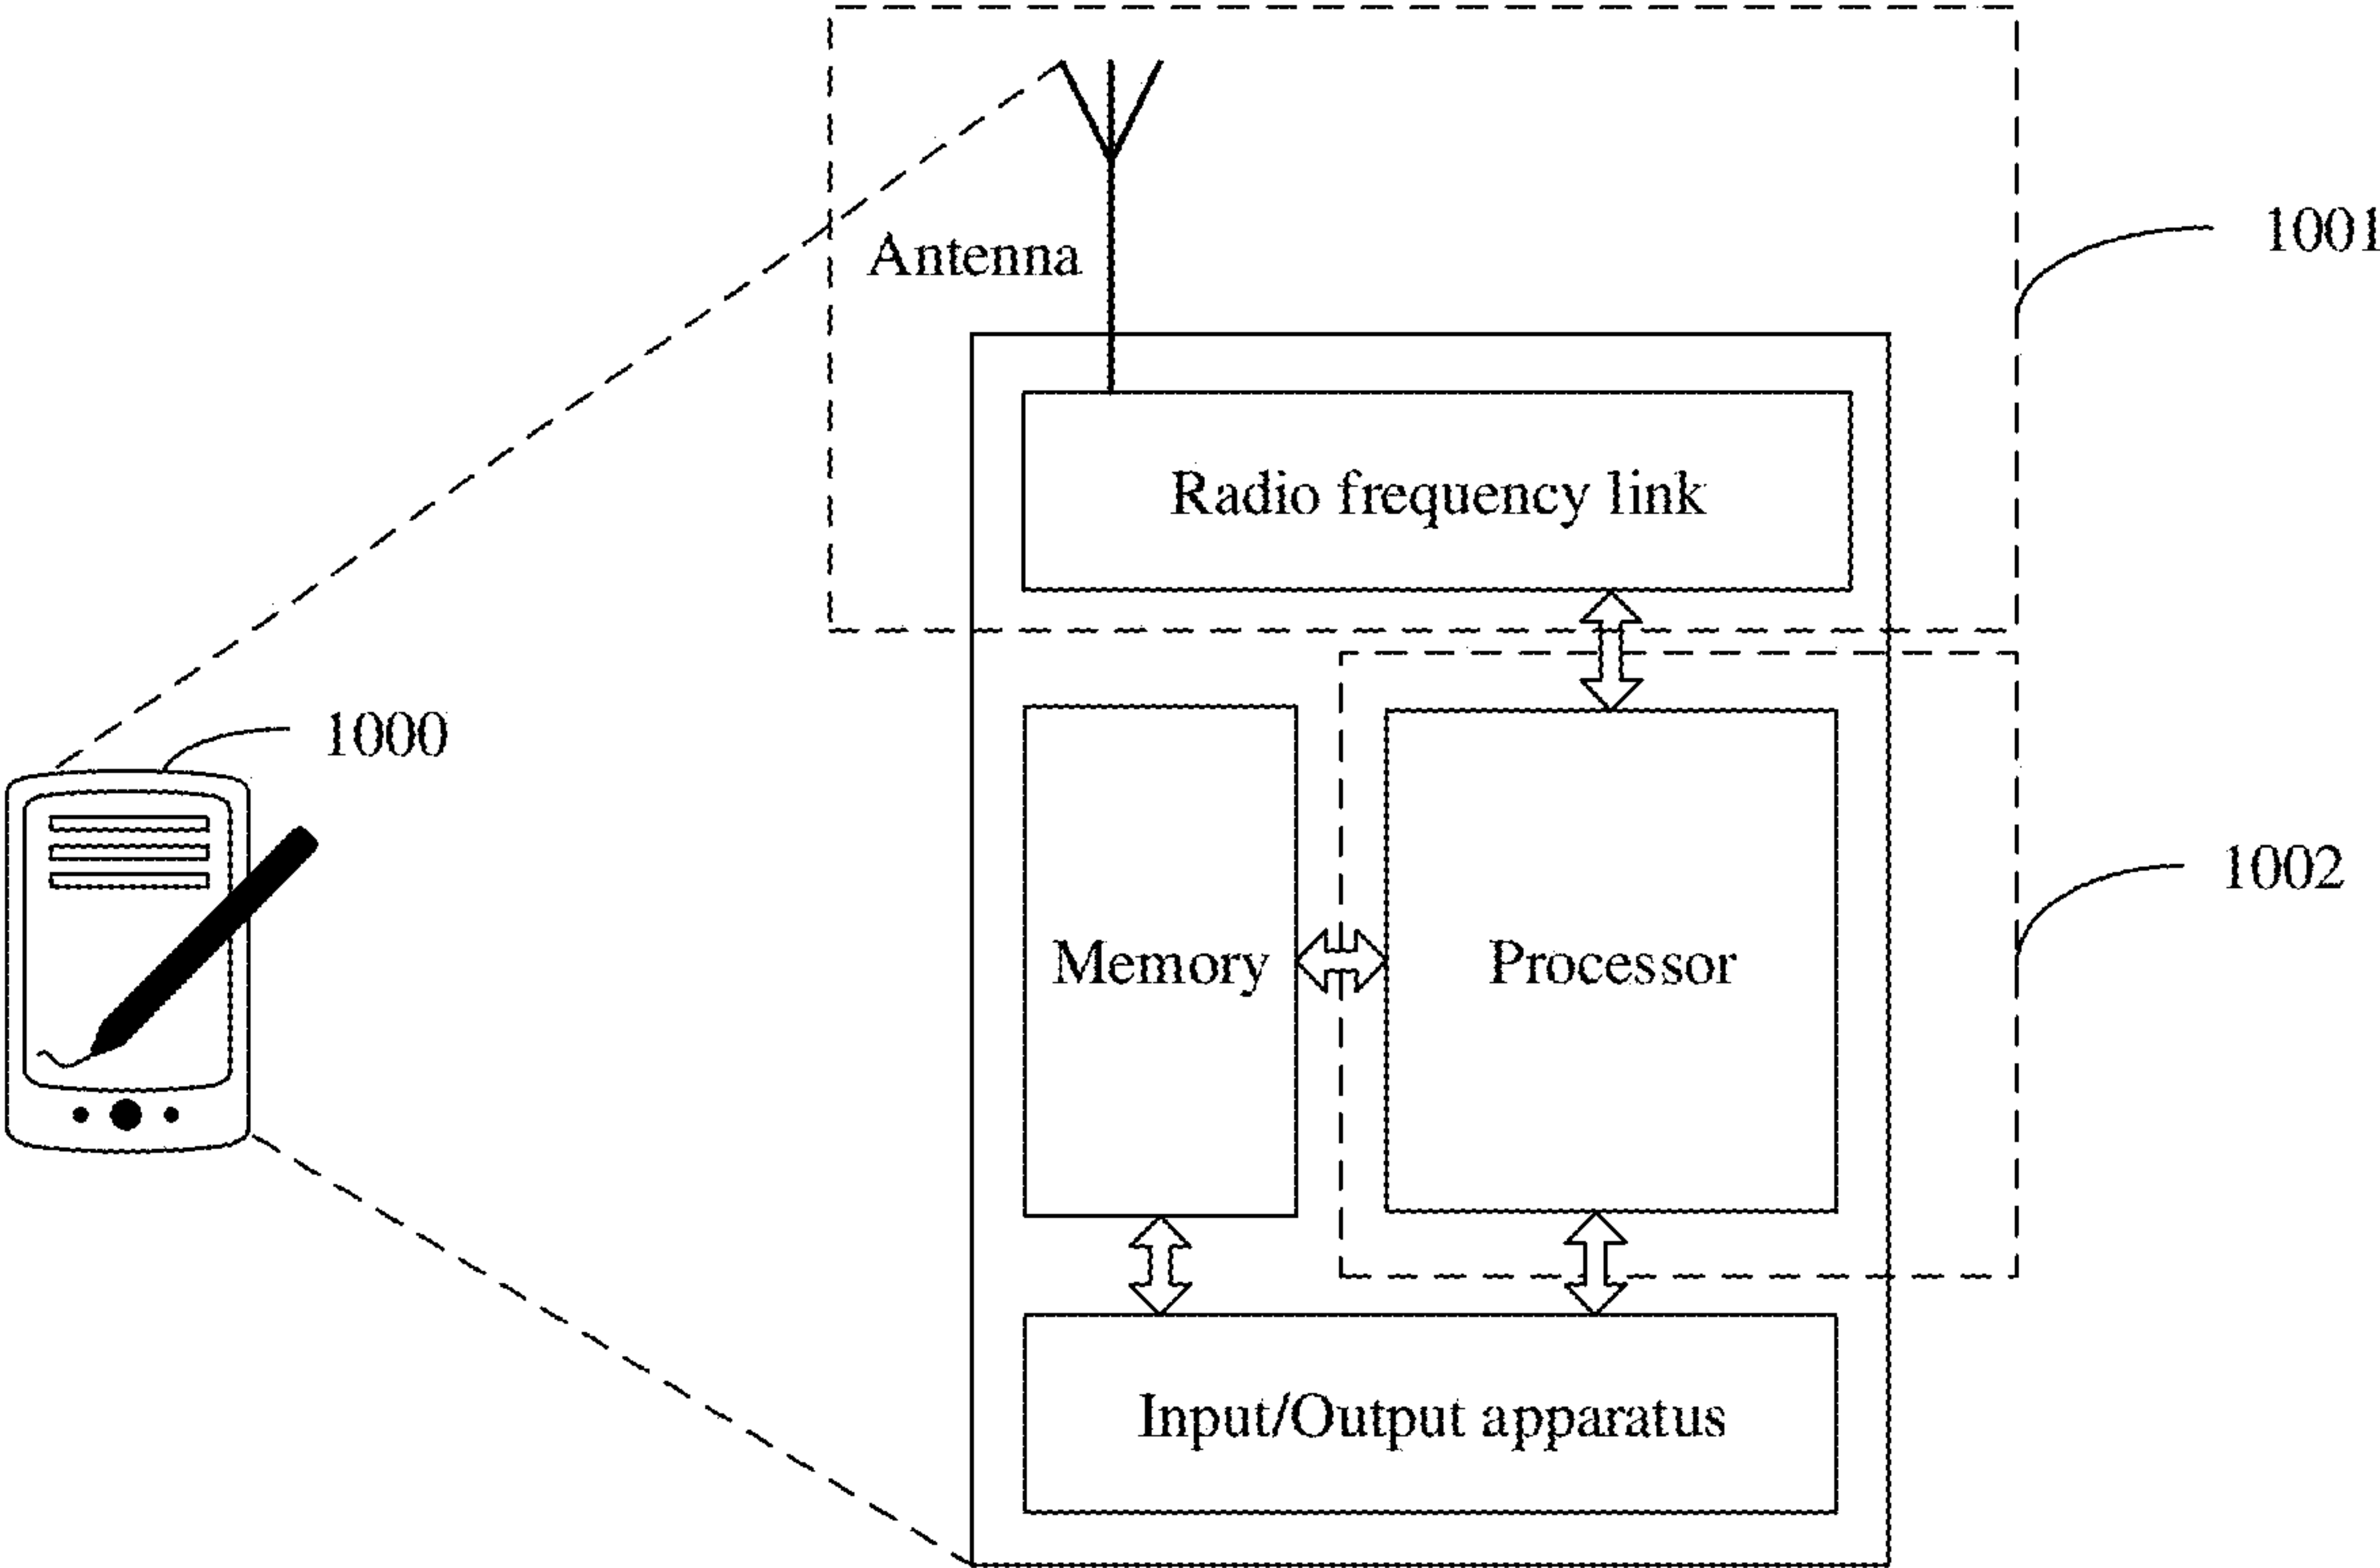 1001
Antenna
Radio frequency link
1000
1002
Memory
Processor
Input/Output apparatus